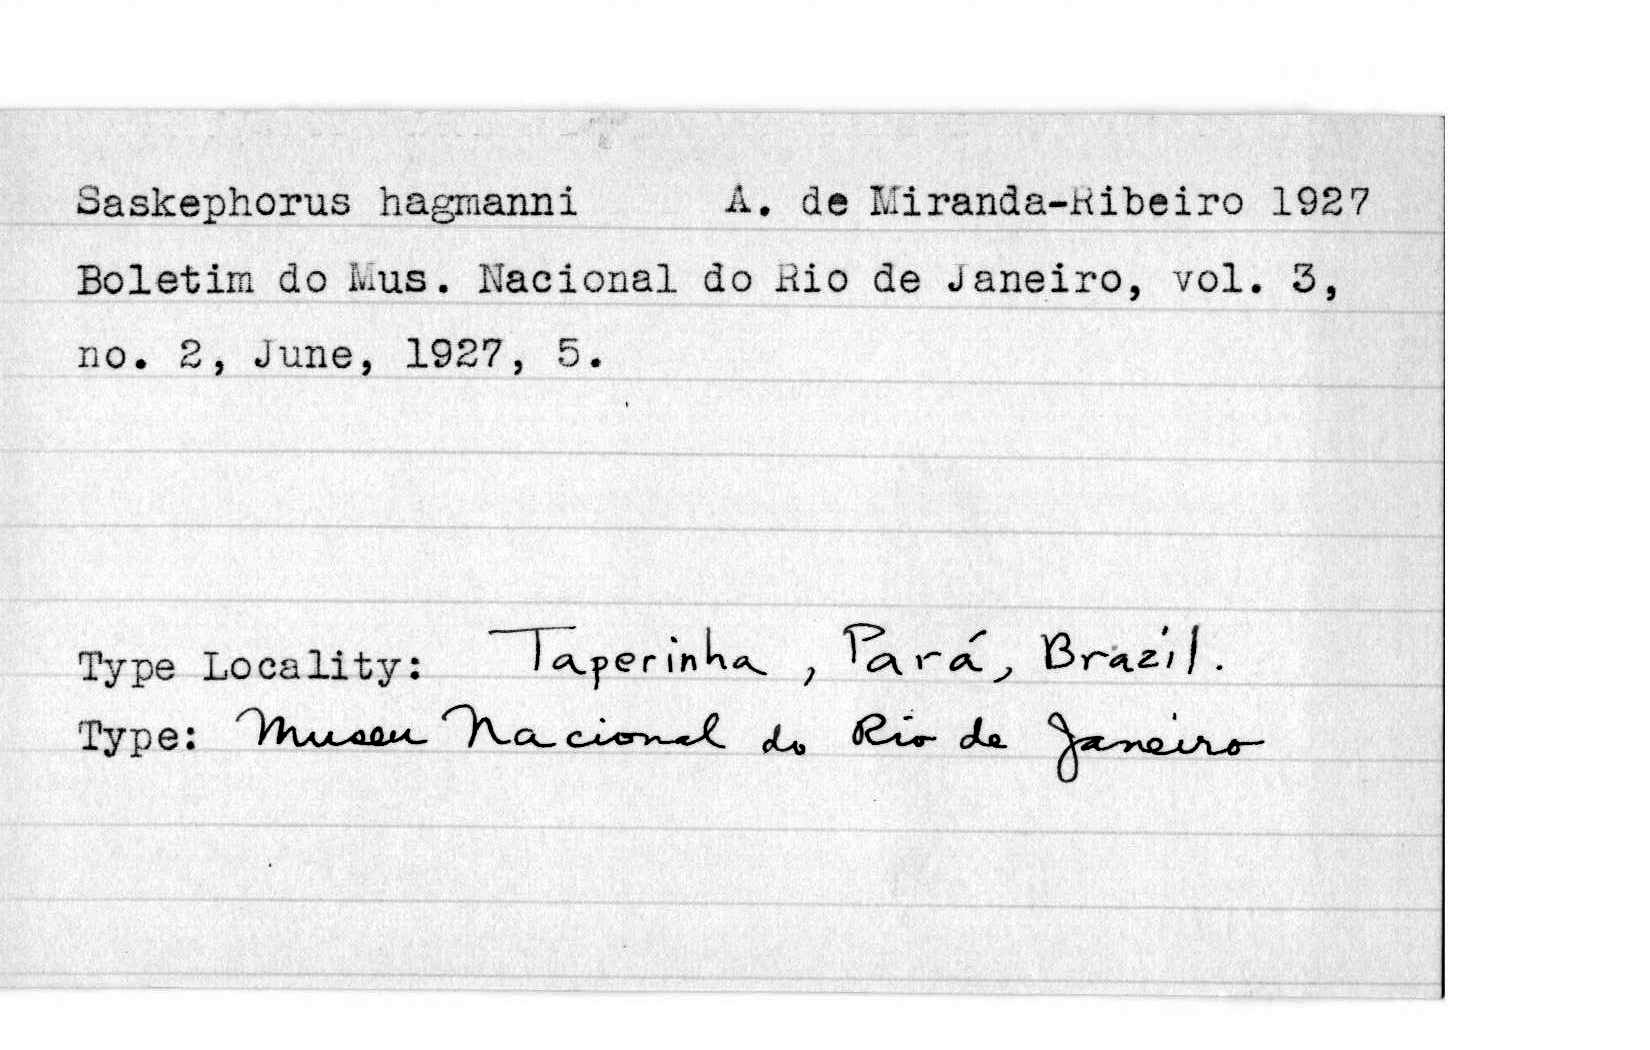 Saskephorus hagmanni A. de Miranda-Ribeiro 1927
Boletim do Mus. Nacional do Rio de Janeiro, vol. 3,
no. 2, June, 1927, 5.
Type Locality: Taperinha, Pará, Brazil.
Type: Museu Nacional do Rio de Janeiro